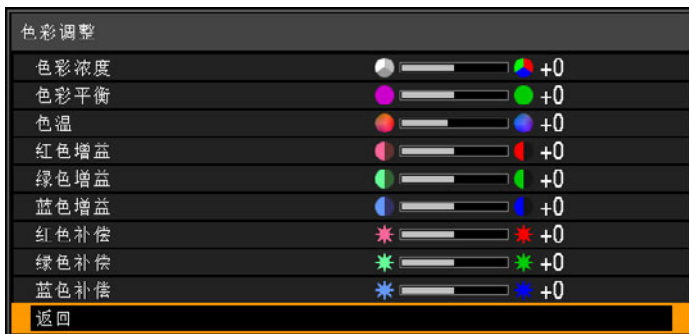 色彩调整
色彩浓度 +0
色彩平衡 +0
色温 +0
红色增益 +0
绿色增益 +0
蓝色增益 +0
红色补偿 +0
绿色补偿 +0
蓝色补偿 +0
返回